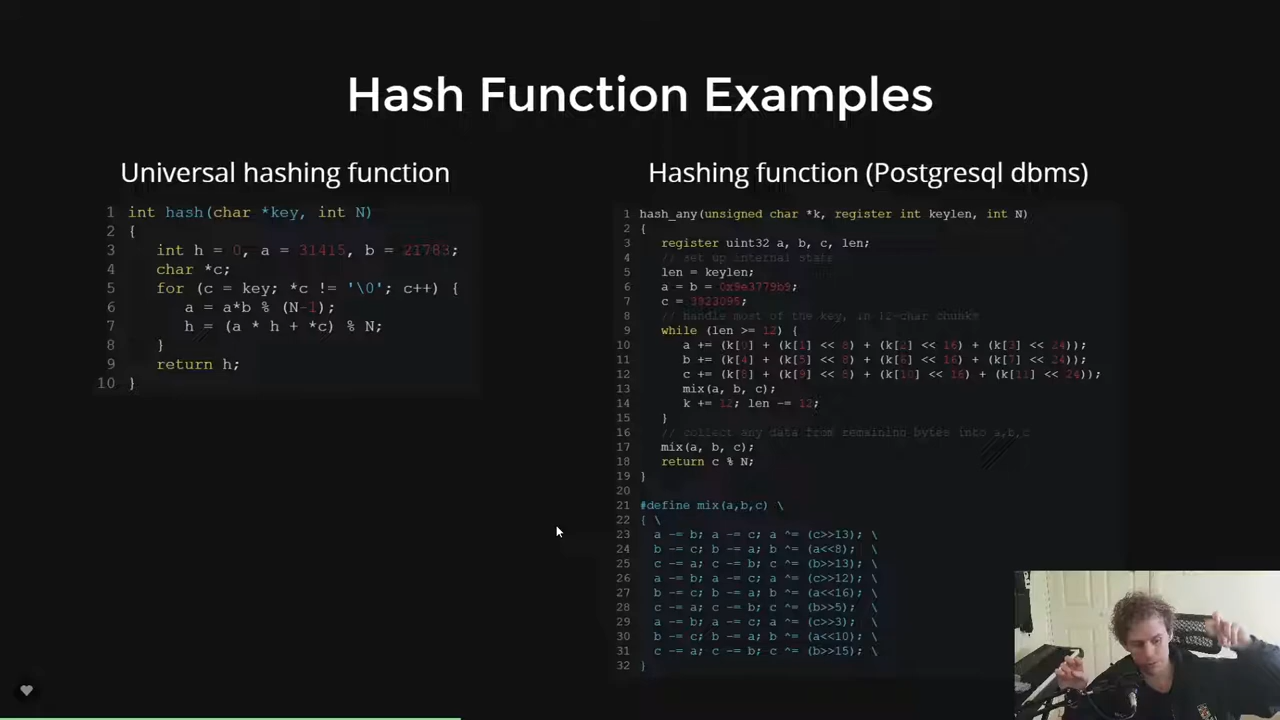 Hash Function Examples
Universal hashing function
1 int hash(char *key, int N)
2 {
3 int h = 0, a = 31415, b = 21783;
4 char *c;
5 for (c = key; *c != '\0'; c++) {
6 a = a*b % (N-1);
7 h = (a * h + *c) % N;
8 }
9 return h;
10 }
Hashing function (Postgresql dbms)
1 hash_any(unsigned char *k, register int keylen, int N)
2 {
3 register uint32 a, b, c, len;
4 // set up internal state
5 len = keylen;
6 a = b = 0x9e3779b9;
7 c = 3923095;
8 // handle most of the key, in 12-char chunks
9 while (len >= 12) {
10 a += (k[0] + (k[1] << 8) + (k[2] << 16) + (k[3] << 24));
11 b += (k[4] + (k[5] << 8) + (k[6] << 16) + (k[7] << 24));
12 c += (k[8] + (k[9] << 8) + (k[10] << 16) + (k[11] << 24));
13 mix(a, b, c);
14 k += 12; len -= 12;
15 }
16 // collect any data from remaining bytes into a,b,c
17 mix(a, b, c);
18 return c % N;
19 }
20
21 #define mix(a,b,c) \
22 { \
23 a -= b; a -= c; a ^= (c>>13); \
24 b -= c; b -= a; b ^= (a<<8); \
25 c -= a; c -= b; c ^= (b>>13); \
26 a -= b; a -= c; a ^= (c>>12); \
27 b -= c; b -= a; b ^= (a<<16); \
28 c -= a; c -= b; c ^= (b>>5); \
29 a -= b; a -= c; a ^= (c>>3); \
30 b -= c; b -= a; b ^= (a<<10); \
31 c -= a; c -= b; c ^= (b>>15); \
32 }